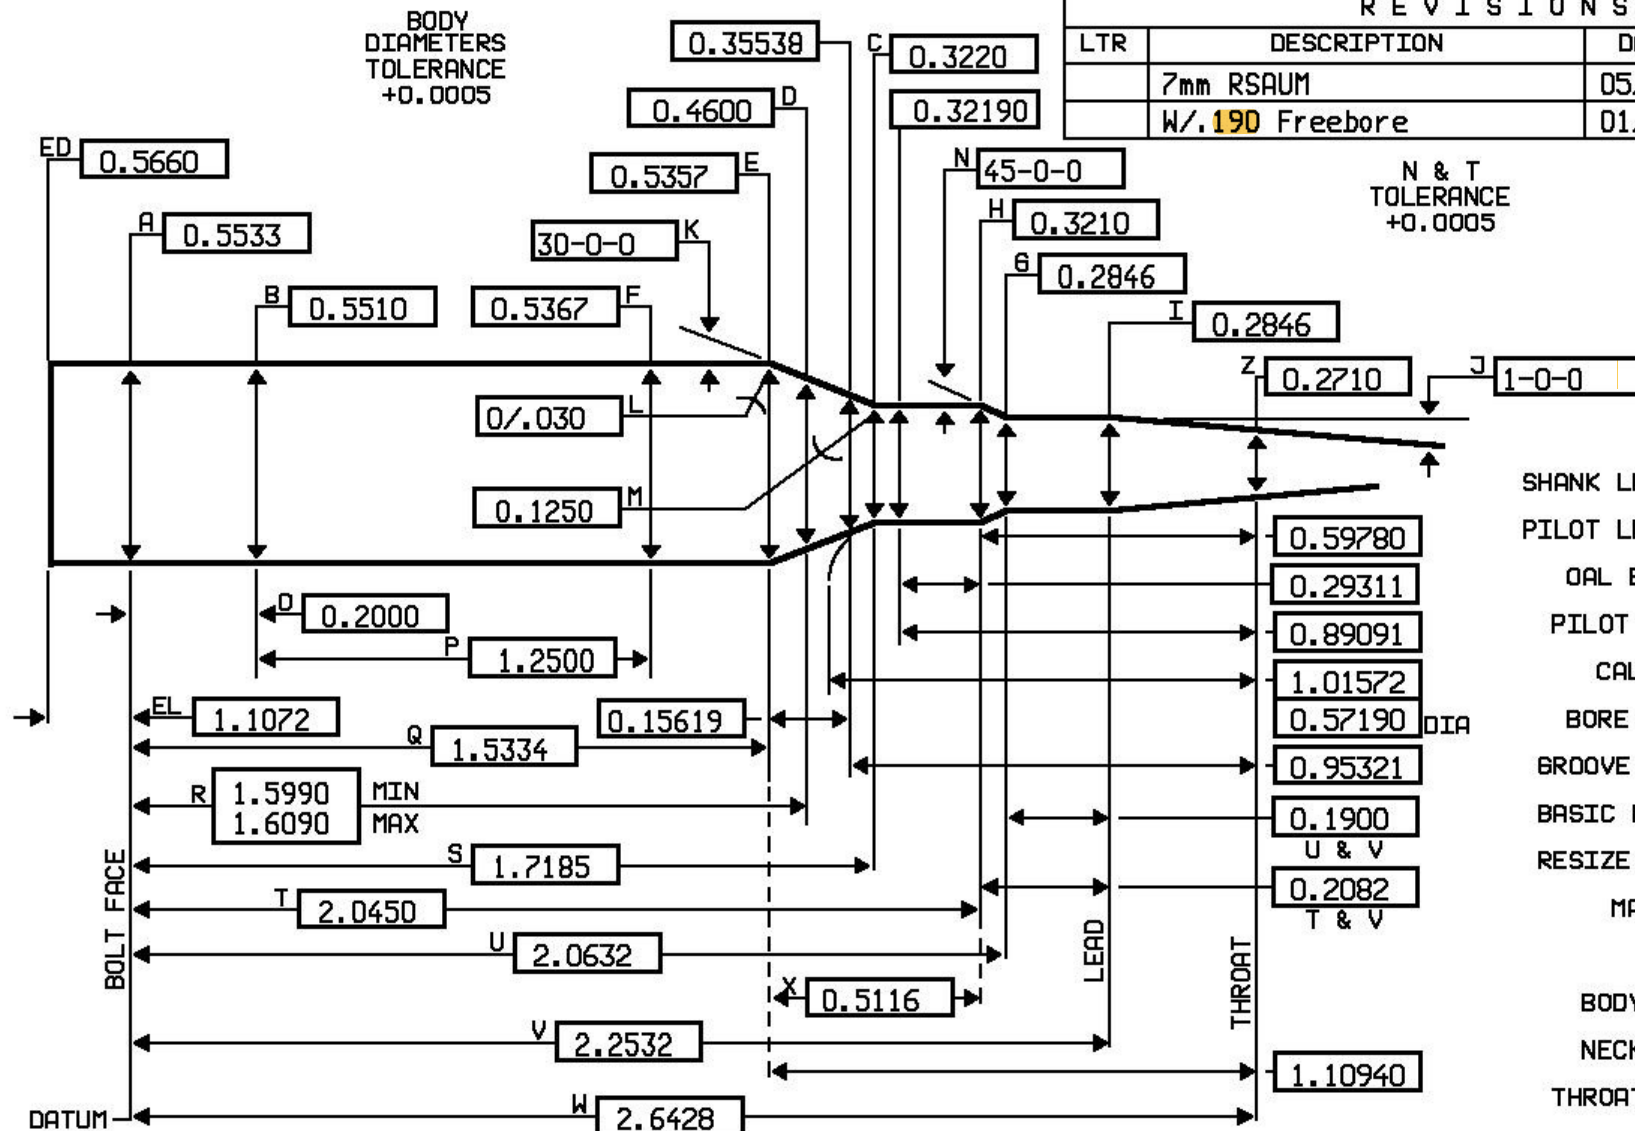 BODY
DIAMETERS
TOLERANCE
+0.0005
0.35538
C 0.3220
REVISIONS
LTR DESCRIPTION
7mm RSAUM 05
W/.190 Freebore 01
0.4600 D
0.32190
ED 0.5660
0.5357 E
N 45-0-0
N & T
TOLERANCE
+0.0005
A 0.5533
30-0-0 K
H 0.3210
G 0.2846
B 0.5510
0.5367 F
I 0.2846
Z 0.2710
J 1-0-0
0/.030 L
0.1250 M
SHANK
0.59780
PILOT
0.29311
OAL
O 0.2000
0.89091
PILOT
P 1.2500
1.01572
EL 1.1072
0.15619
0.57190 DIA
BORE
Q 1.5334
0.95321
GROOVE
R 1.5990 MIN
1.6090 MAX
0.1900
U & V
BASIC
S 1.7185
RESIZE
0.2082
T & V
T 2.0450
U 2.0632
BOLT FACE
LEAD
THROAT
X 0.5116
BODY
V 2.2532
NECK
1.10940
THROAT
DATUM
W 2.6428